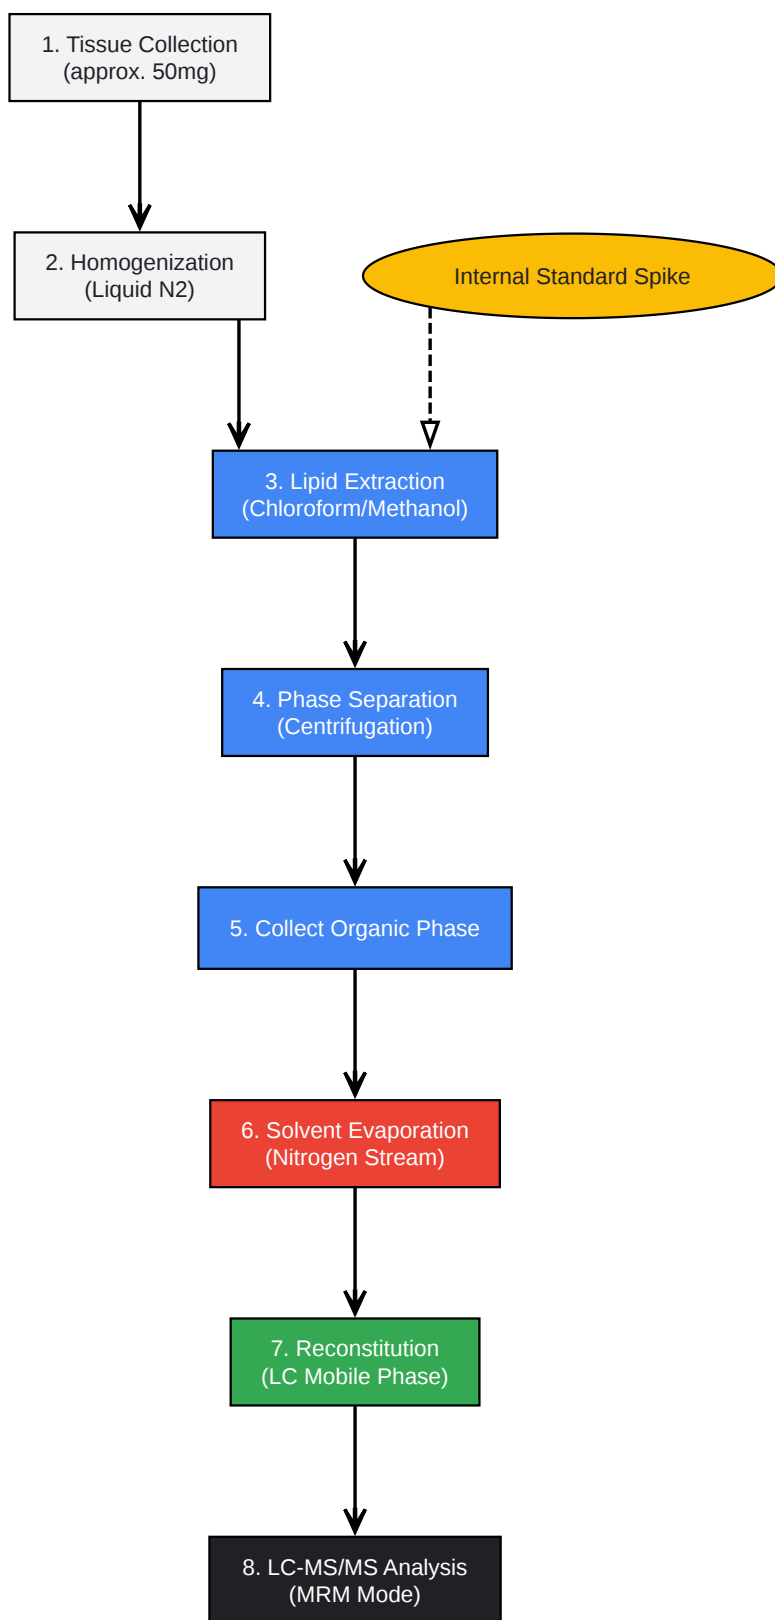 1. Tissue Collection
(approx. 50mg)
2. Homogenization
(Liquid N2)
Internal Standard Spike
3. Lipid Extraction
(Chloroform/Methanol)
4. Phase Separation
(Centrifugation)
5. Collect Organic Phase
6. Solvent Evaporation
(Nitrogen Stream)
7. Reconstitution
(LC Mobile Phase)
8. LC-MS/MS Analysis
(MRM Mode)